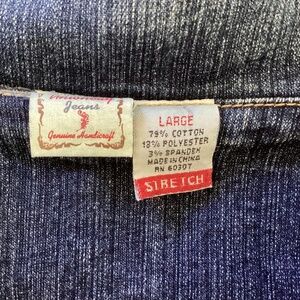 Jeans
Genuine Handicraft
LARGE
79% COTTON
18% POLYESTER
3% SPANDEX
MADE IN CHINA
RN 60307
STRETCH